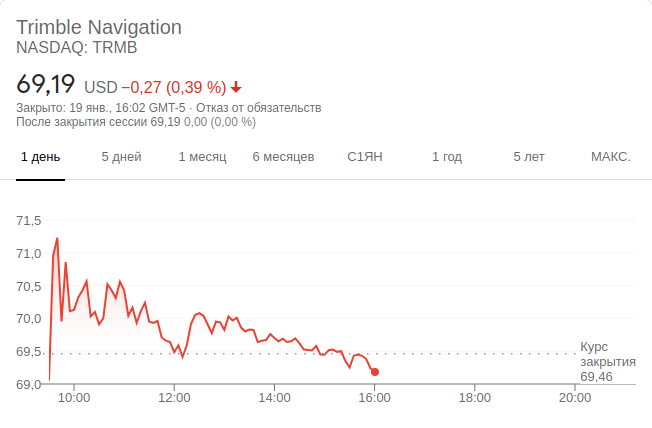 Trimble Navigation
NASDAQ: TRMB
69,19 USD −0,27 (0,39 %)
Закрыто: 19 янв., 16:02 GMT-5 · Отказ от обязательств
После закрытия сессии 69,19 0,00 (0,00 %)
1 день 5 дней 1 месяц 6 месяцев С1ЯН 1 год 5 лет МАКС.
71,5
71,0
70,5
70,0
69,5
69,0
Курс
закрытия
69,46
10:00 12:00 14:00 16:00 18:00 20:00